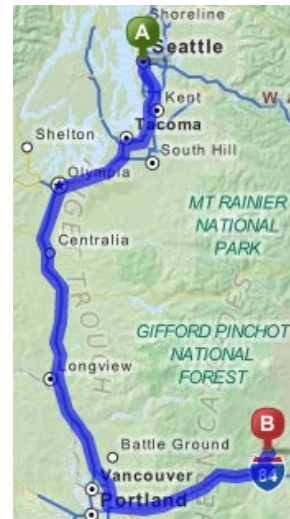 Shoreline
A
Seattle
Kent
Tacoma
Shelton
South Hill
Olympia
MT RAINIER
NATIONAL
PARK
Centralia
GIFFORD PINCHOT
NATIONAL
FOREST
Longview
B
84
Battle Ground
Vancouver
Portland